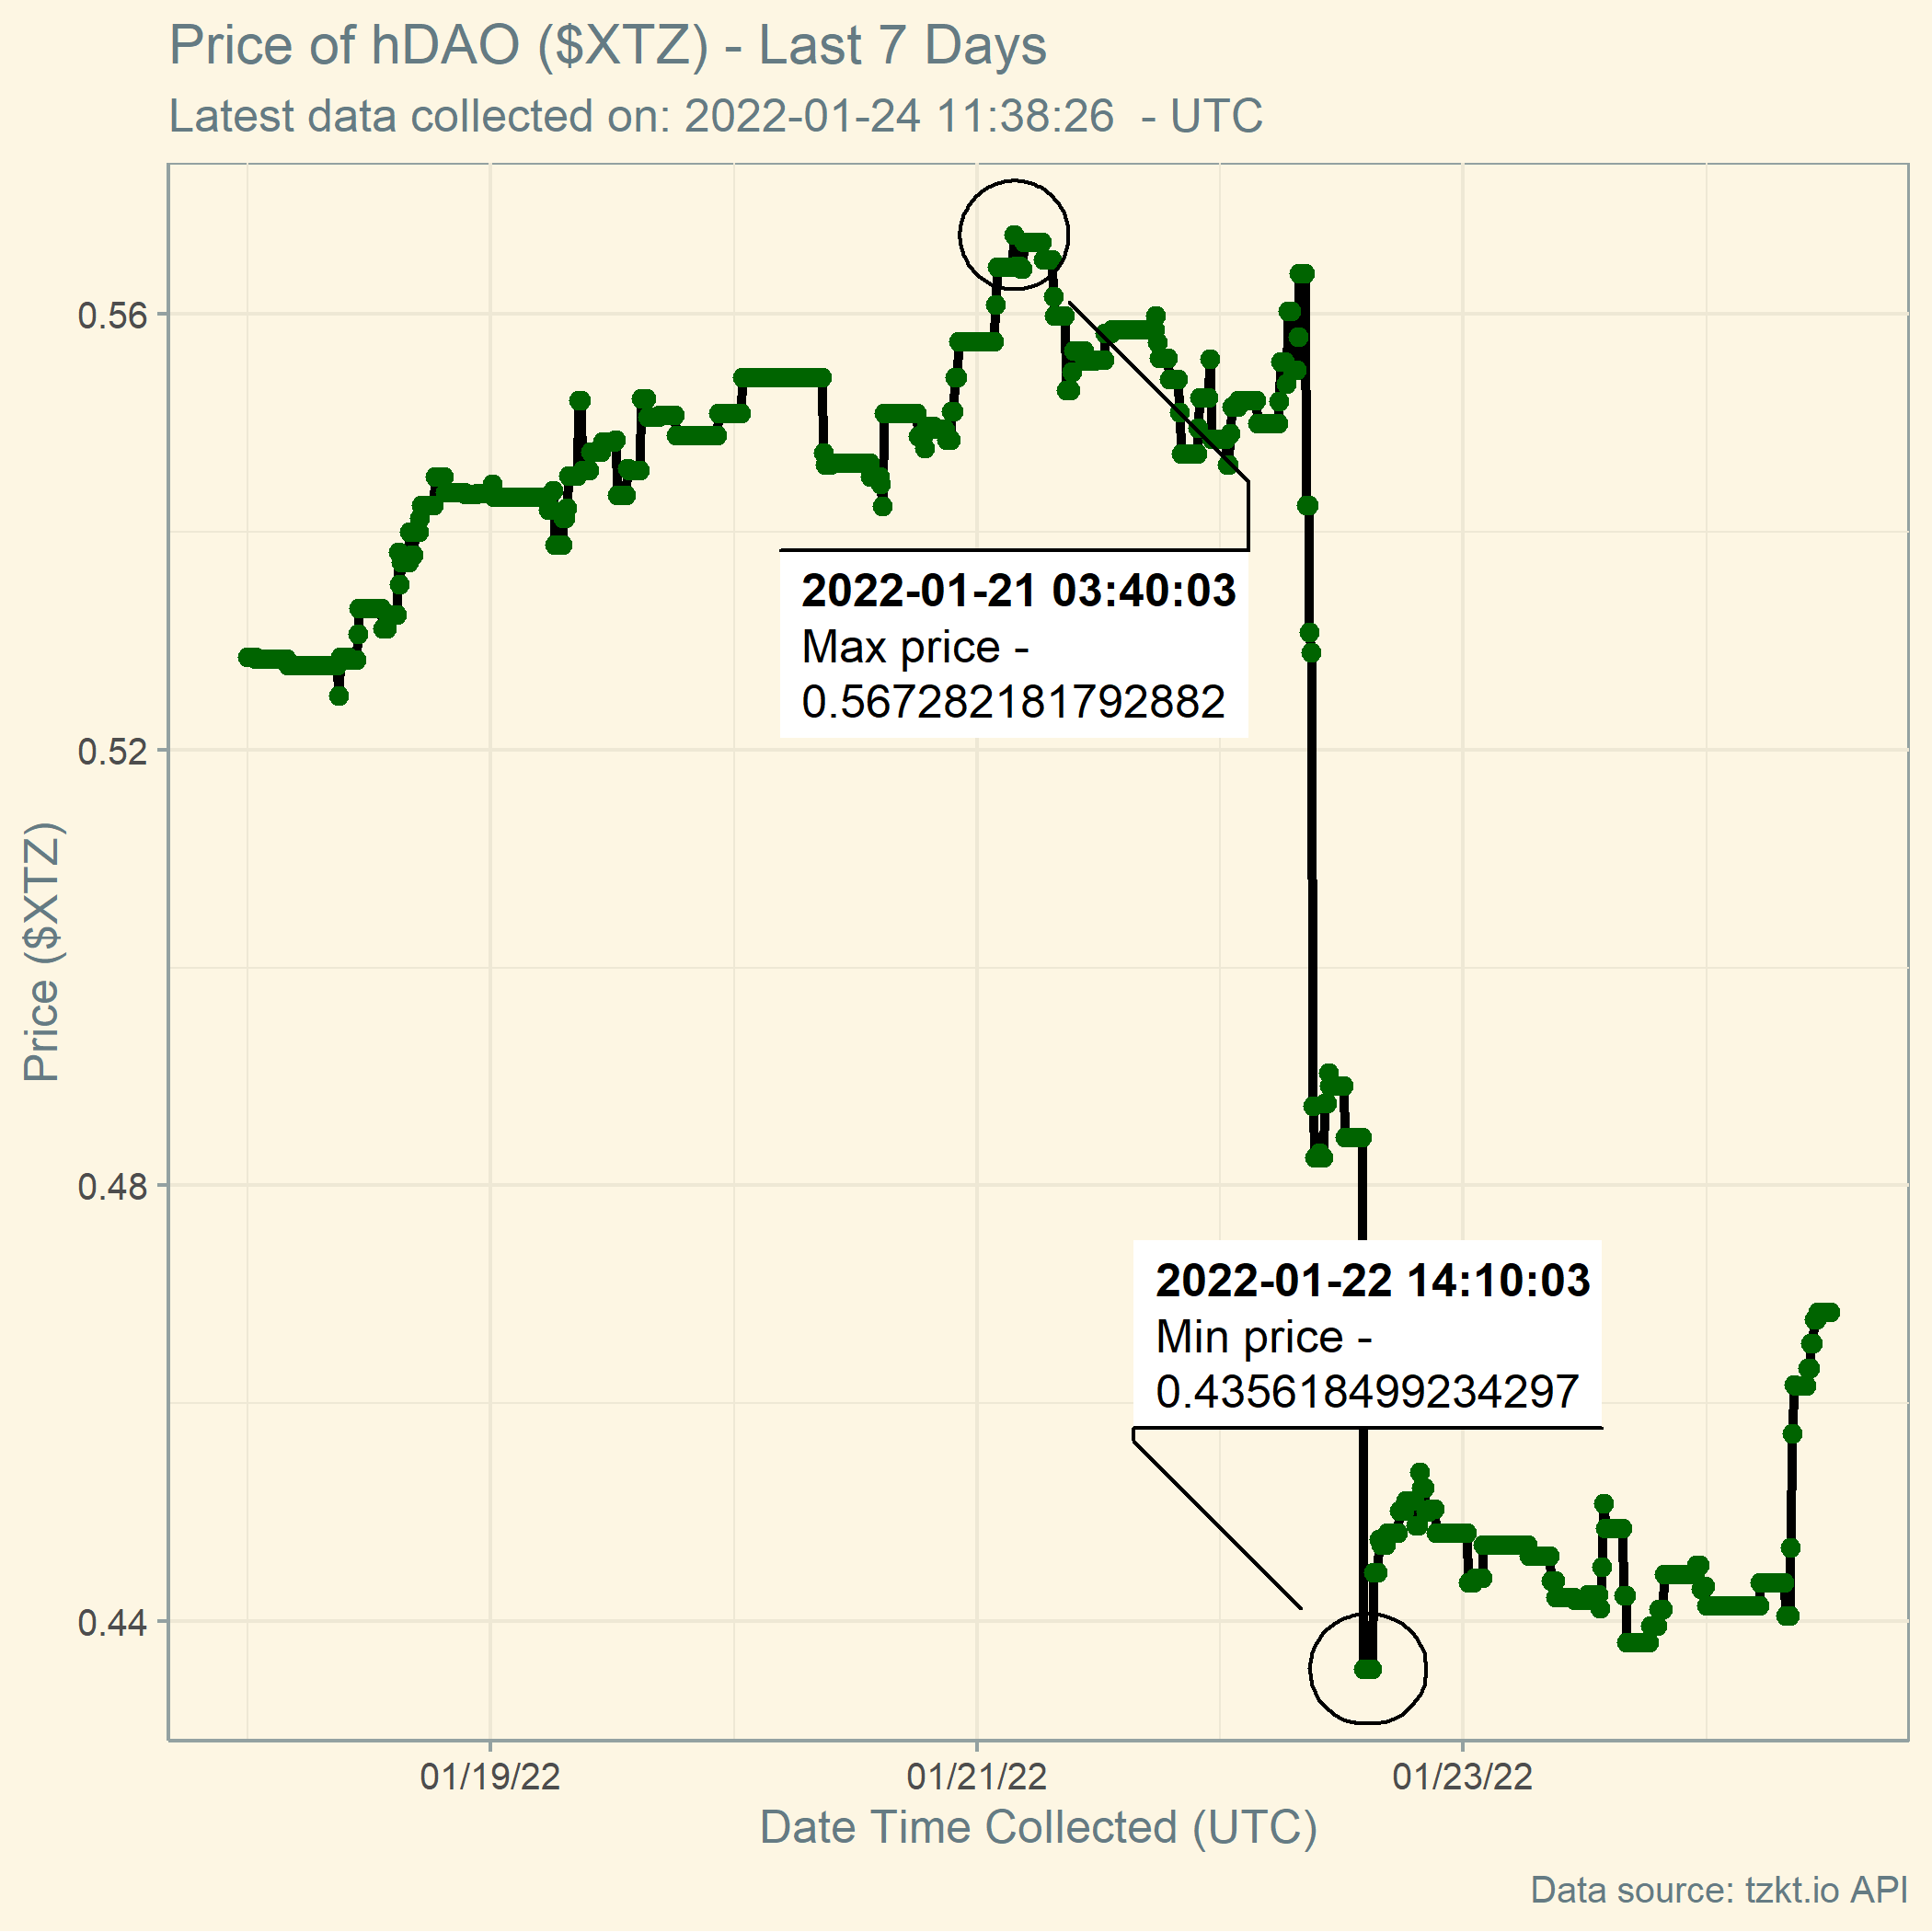 Price of hDAO ($XTZ) - Last 7 Days
Latest data collected on: 2022-01-24 11:38:26  - UTC
0.56
0.52
0.48
0.44
Price ($XTZ)
2022-01-21 03:40:03
Max price -
0.567282181792882
2022-01-22 14:10:03
Min price -
0.435618499234297
01/19/22
01/21/22
01/23/22
Date Time Collected (UTC)
Data source: tzkt.io API